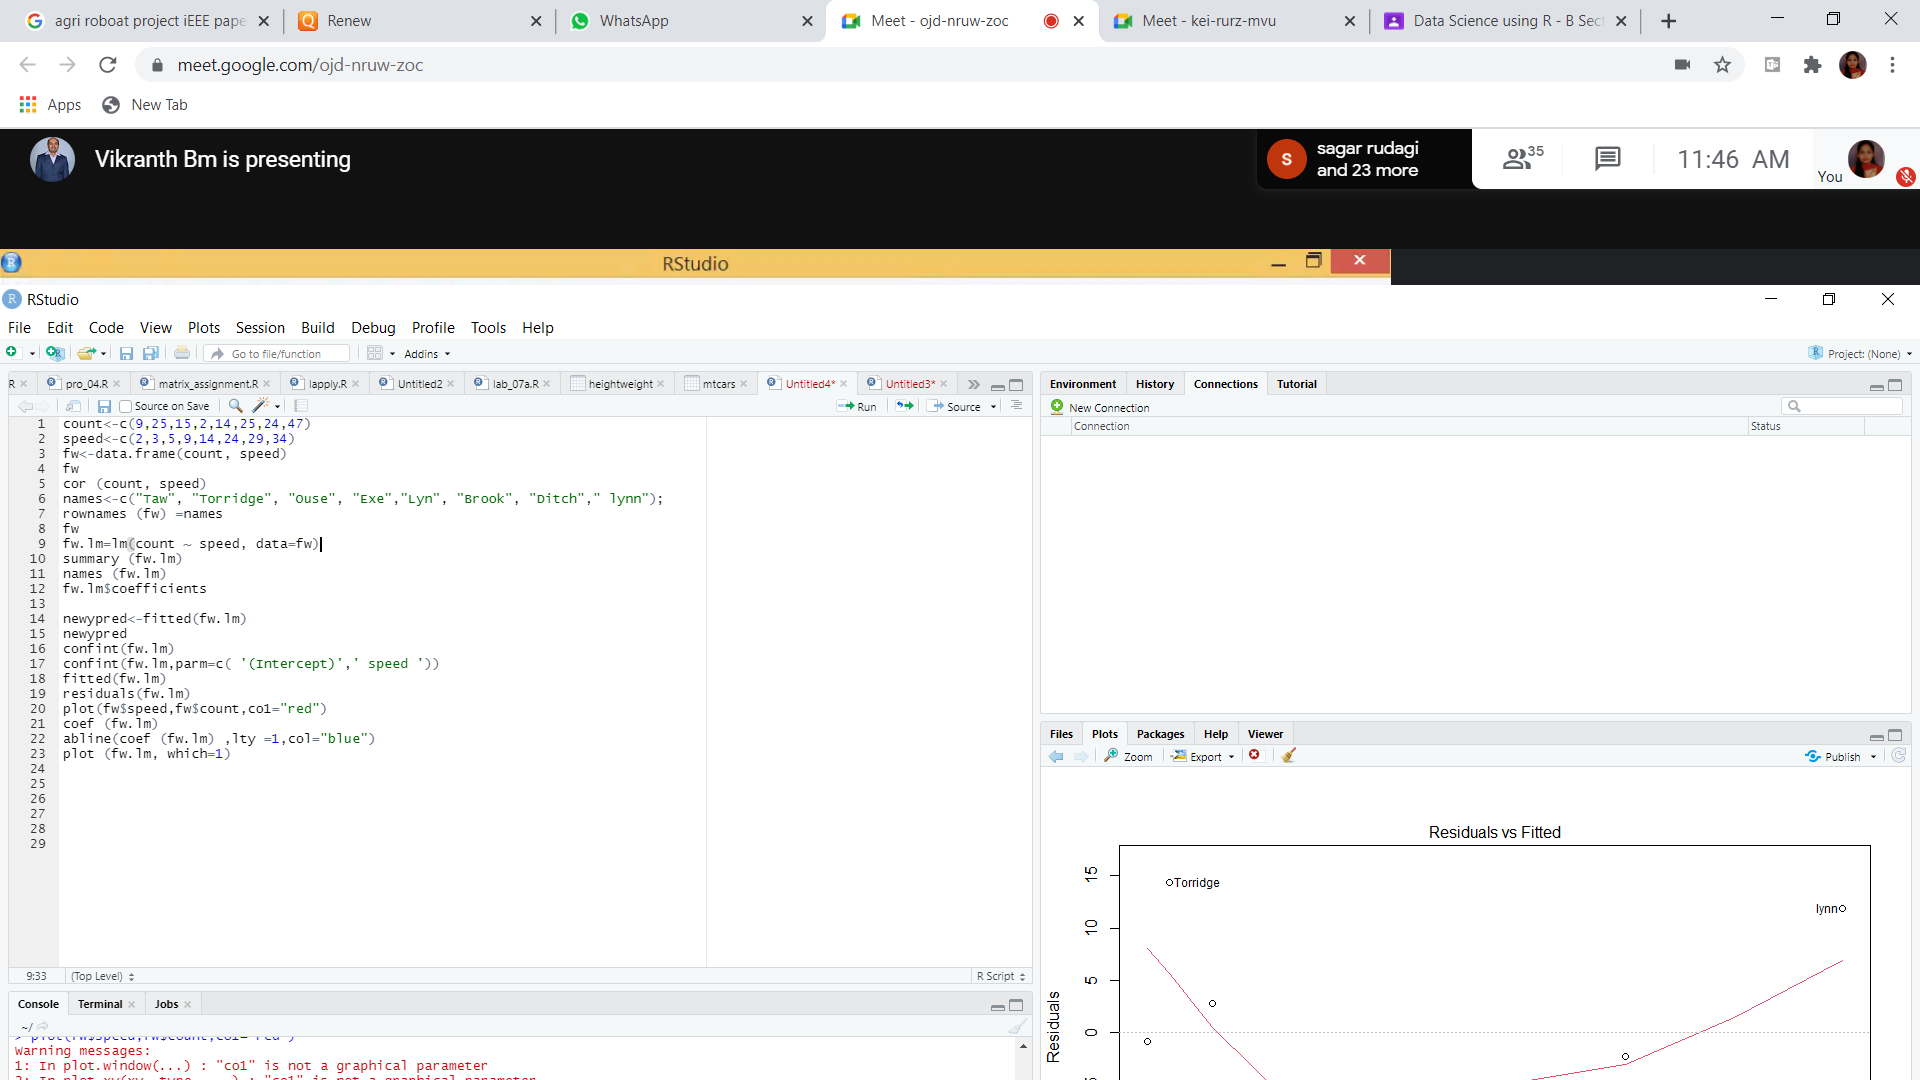 agri roboat project iEEE pape
Renew
WhatsApp
Meet - ojd-nruw-zoc
Meet - kei-rurz-mvu
Data Science using R - B Sect
meet.google.com/ojd-nruw-zoc
Apps
New Tab
Vikranth Bm is presenting
S
sagar rudagi
and 23 more
35
11:46 AM
You
RStudio
RStudio
File Edit Code View Plots Session Build Debug Profile Tools Help
Go to file/function
Addins
Project: (None)
R
pro_04.R
matrix_assignment.R
lapply.R
Untitled2
lab_07a.R
heightweight
mtcars
Untitled4*
Untitled3*
Source on Save
Run
Source
1 count<-c(9,25,15,2,14,25,24,47)
2 speed<-c(2,3,5,9,14,24,29,34)
3 fw<-data.frame(count, speed)
4 fw
5 cor (count, speed)
6 names<-c("Taw", "Torridge", "Ouse", "Exe","Lyn", "Brook", "Ditch"," lynn");
7 rownames (fw) =names
8 fw
9 fw.lm=lm(count ~ speed, data=fw)
10 summary (fw.lm)
11 names (fw.lm)
12 fw.lm$coefficients
13
14 newypred<-fitted(fw.lm)
15 newypred
16 confint(fw.lm)
17 confint(fw.lm,parm=c( '(Intercept)',' speed '))
18 fitted(fw.lm)
19 residuals(fw.lm)
20 plot(fw$speed,fw$count,co1="red")
21 coef (fw.lm)
22 abline(coef (fw.lm) ,lty =1,col="blue")
23 plot (fw.lm, which=1)
24
25
26
27
28
29
9:33
(Top Level)
R Script
Console
Terminal
Jobs
~/
> plot(fw$speed,fw$count,co1="red")
Warning messages:
1: In plot.window(...) : "co1" is not a graphical parameter
2: In plot.xy(xy, type, ...) : "co1" is not a graphical parameter
Environment
History
Connections
Tutorial
New Connection
Connection
Status
Files
Plots
Packages
Help
Viewer
Zoom
Export
Publish
Residuals vs Fitted
Torridge
lynn
15
10
5
0
Residuals